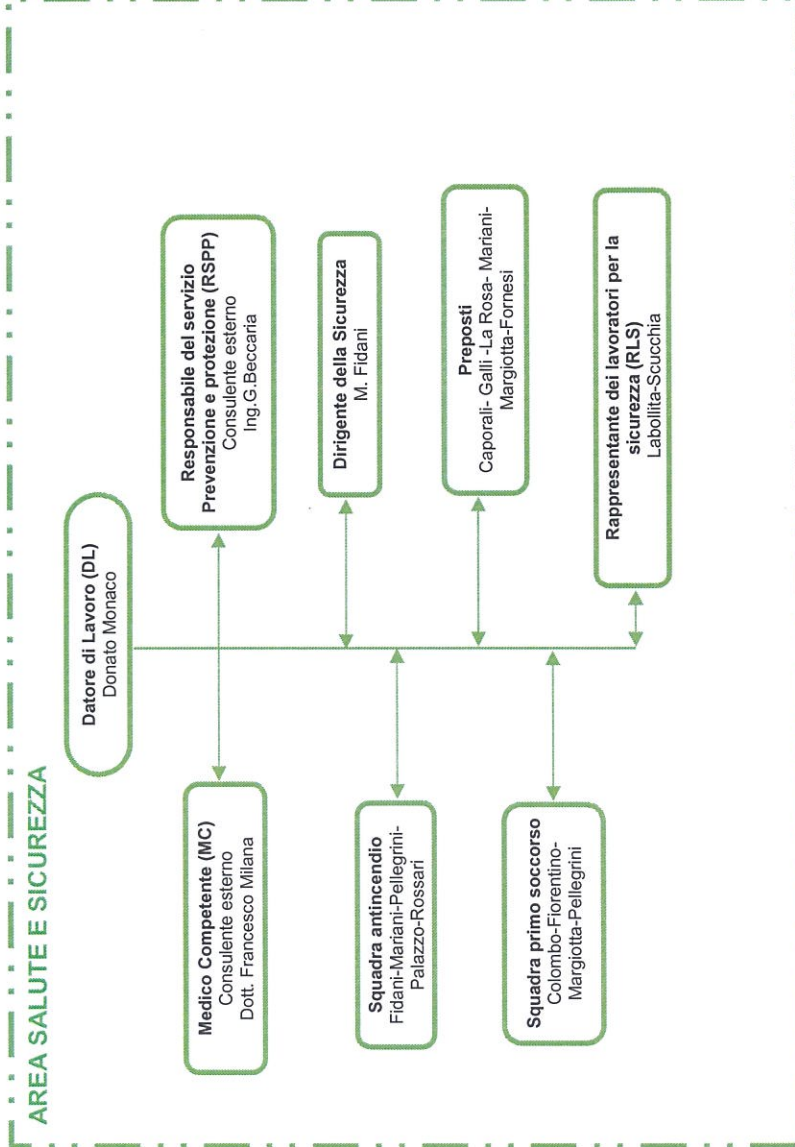 AREA SALUTE E SICUREZZA
Datore di Lavoro (DL)
Donato Monaco
Medico Competente (MC)
Consulente esterno
Dott. Francesco Milana
Responsabile del servizio
Prevenzione e protezione (RSPP)
Consulente esterno
Ing.G.Beccaria
Dirigente della Sicurezza
M. Fidani
Squadra antincendio
Fidani-Mariani-Pellegrini-
Palazzo-Rossari
Preposti
Caporali- Galli -La Rosa- Mariani-
Margiotta-Fornesi
Squadra primo soccorso
Colombo-Fiorentino-
Margiotta-Pellegrini
Rappresentante dei lavoratori per la
sicurezza (RLS)
Labollita-Scucchia